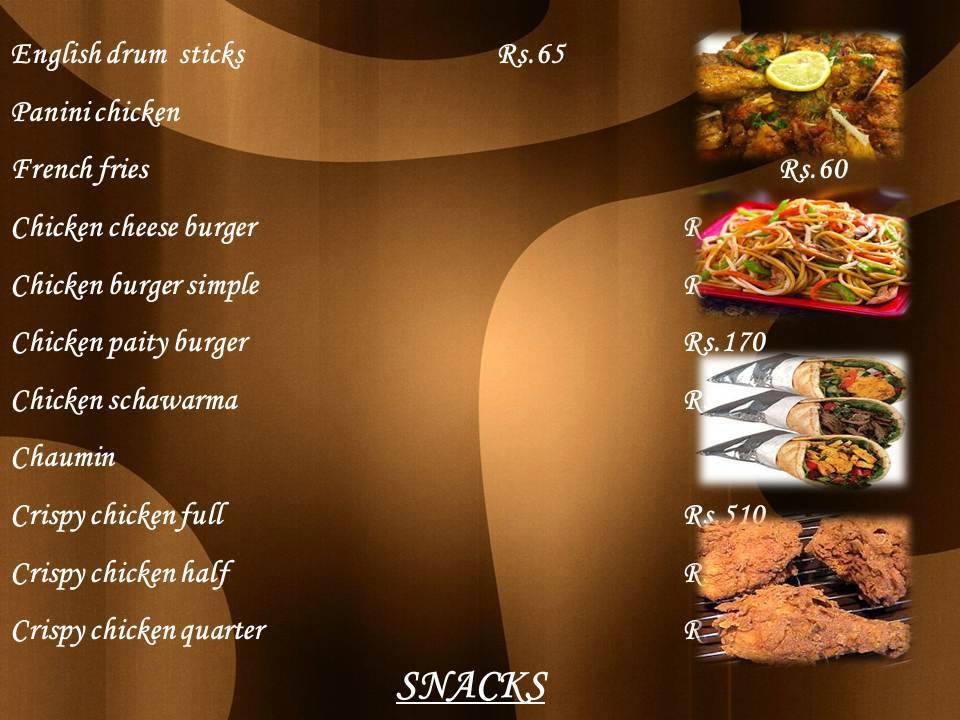 English drum sticks Rs.65
Panini chicken
French fries Rs.60
Chicken cheese burger
Chicken burger simple
Chicken paity burger Rs.170
Chicken schawarma
Chaumin
Crispy chicken full Rs.510
Crispy chicken half
Crispy chicken quarter
SNACKS